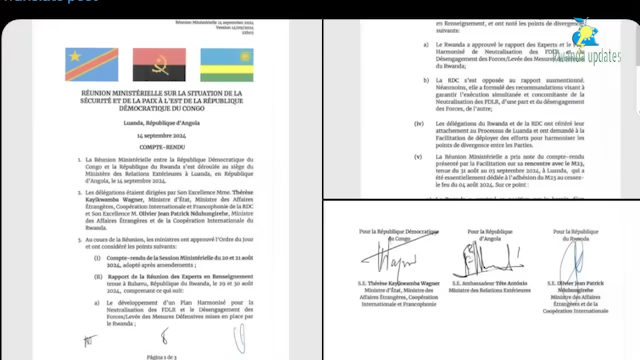 Translate post
Réunion Ministérielle 14 septembre 2024
Version 14/09/2024
RÉUNION MINISTÉRIELLE SUR LA SITUATION DE LA
SÉCURITÉ ET DE LA PAIX À L'EST DE LA RÉPUBLIQUE
DÉMOCRATIQUE DU CONGO
Luanda, République d'Angola
14 septembre 2024
COMPTE-RENDU
1. La Réunion Ministérielle entre la République Démocratique du
Congo et la République du Rwanda s'est déroulée au siège du
Ministère des Relations Extérieures à Luanda, en République
d'Angola, le 14 septembre 2024.
2. Les délégations étaient dirigées par Son Excellence Mme. Thérèse
Kayikwamba Wagner, Ministre d'État, Ministre des Affaires
Étrangères, Coopération Internationale et Francophonie de la RDC
et Son Excellence M. Olivier Jean Patrick Nduhungirehe, Ministre
des Affaires Étrangères et de la Coopération Internationale du
Rwanda.
3. Au cours de la Réunion, les ministres ont approuvé l'Ordre du Jour et
ont considéré les points suivants:
(i) Compte-rendu de la Session Ministérielle du 20 et 21 août
2024, adopté après amendements ;
(ii) Rapport de la Réunion des Experts en Renseignement
tenue à Rubavu, République du Rwanda, le 29 et 30 août
2024, comprenant ce qui suit:
a) Le développement d'un Plan Harmonisé pour la
Neutralisation des FDLR et le Désengagement des
Forces/Levée des Mesures Défensives mises en place par
le Rwanda ;
Página 1 de 3
en Renseignement, et ont noté les points de divergence
suivants:
a) Le Rwanda a approuvé le rapport des Experts et le Plan
Harmonisé de Neutralisation des FDLR et de
Désengagement des Forces/Levée des Mesures de Défense
du Rwanda ;
b) La RDC s'est opposée au rapport susmentionné.
Néanmoins, elle a formulé des recommandations visant à
garantir l'exécution simultanée et concomitante de la
Neutralisation des FDLR, d'une part et du désengagement
des Forces, de l'autre;
(iv) Les délégations du Rwanda et de la RDC ont réitéré leur
attachement au Processus de Luanda et ont demandé à la
Facilitation de déployer des efforts pour harmoniser les
points de divergence entre les Parties.
(v) La Réunion Ministérielle a pris note du compte-rendu
présenté par la Facilitation sur sa rencontre avec le M23,
tenue du 31 août au 03 septembre 2024 à Luanda, qui a
été essentiellement dédiée à l'adhésion du M23 au cessez-
le feu du 04 août 2024. Sur ce point :
updates
Pour la République Démocratique
du Congo
S.E. Thérèse Kayikwamba Wagner
Ministre d'État, Ministre des
Affaires Étrangères, Coopération
Internationale et Francophonie
Pour la République
d'Angola
S.E. Ambassadeur Téte António
Ministre des Relations Extérieures
Pour la République
du Rwanda
S.E. Olivier Jean Patrick
Nduhungirehe
Ministre des Affaires
Étrangères et de la
Coopération Internationale